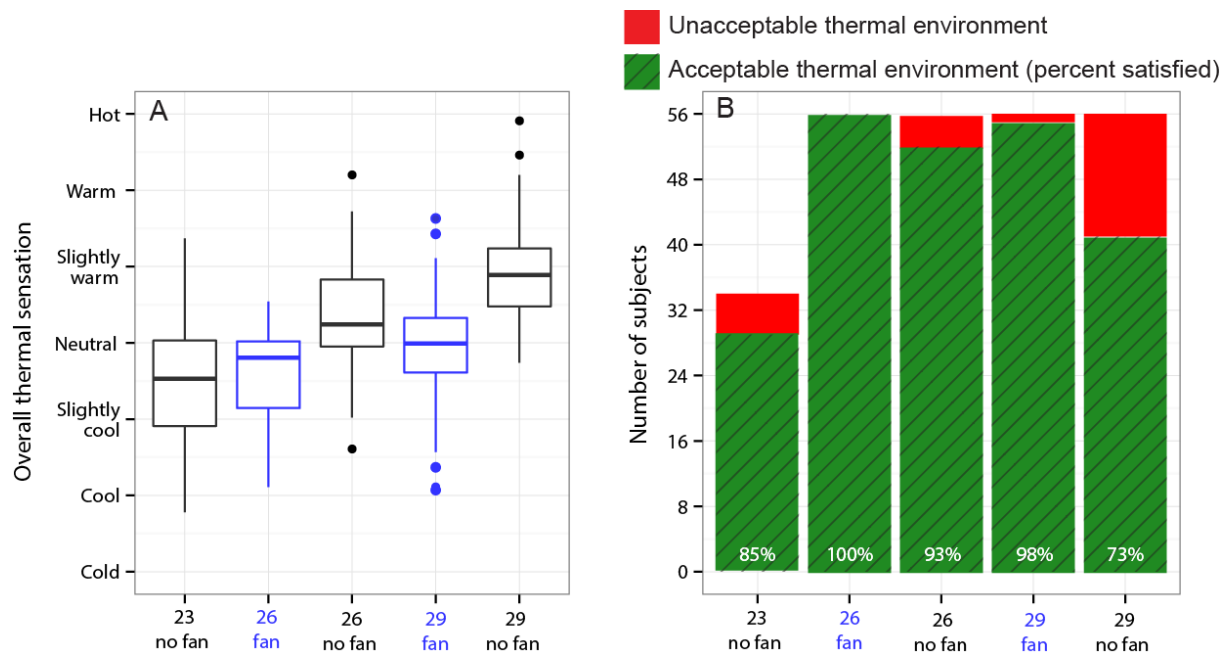 Unacceptable thermal environment
Acceptable thermal environment (percent satisfied)
A
Overall thermal sensation
Hot
Warm
Slightly
warm
Neutral
Slightly
cool
Cool
Cold
23
no fan
26
fan
26
no fan
29
fan
29
no fan
B
Number of subjects
56
48
40
32
24
16
8
0
85%
100%
93%
98%
73%
23
no fan
26
fan
26
no fan
29
fan
29
no fan